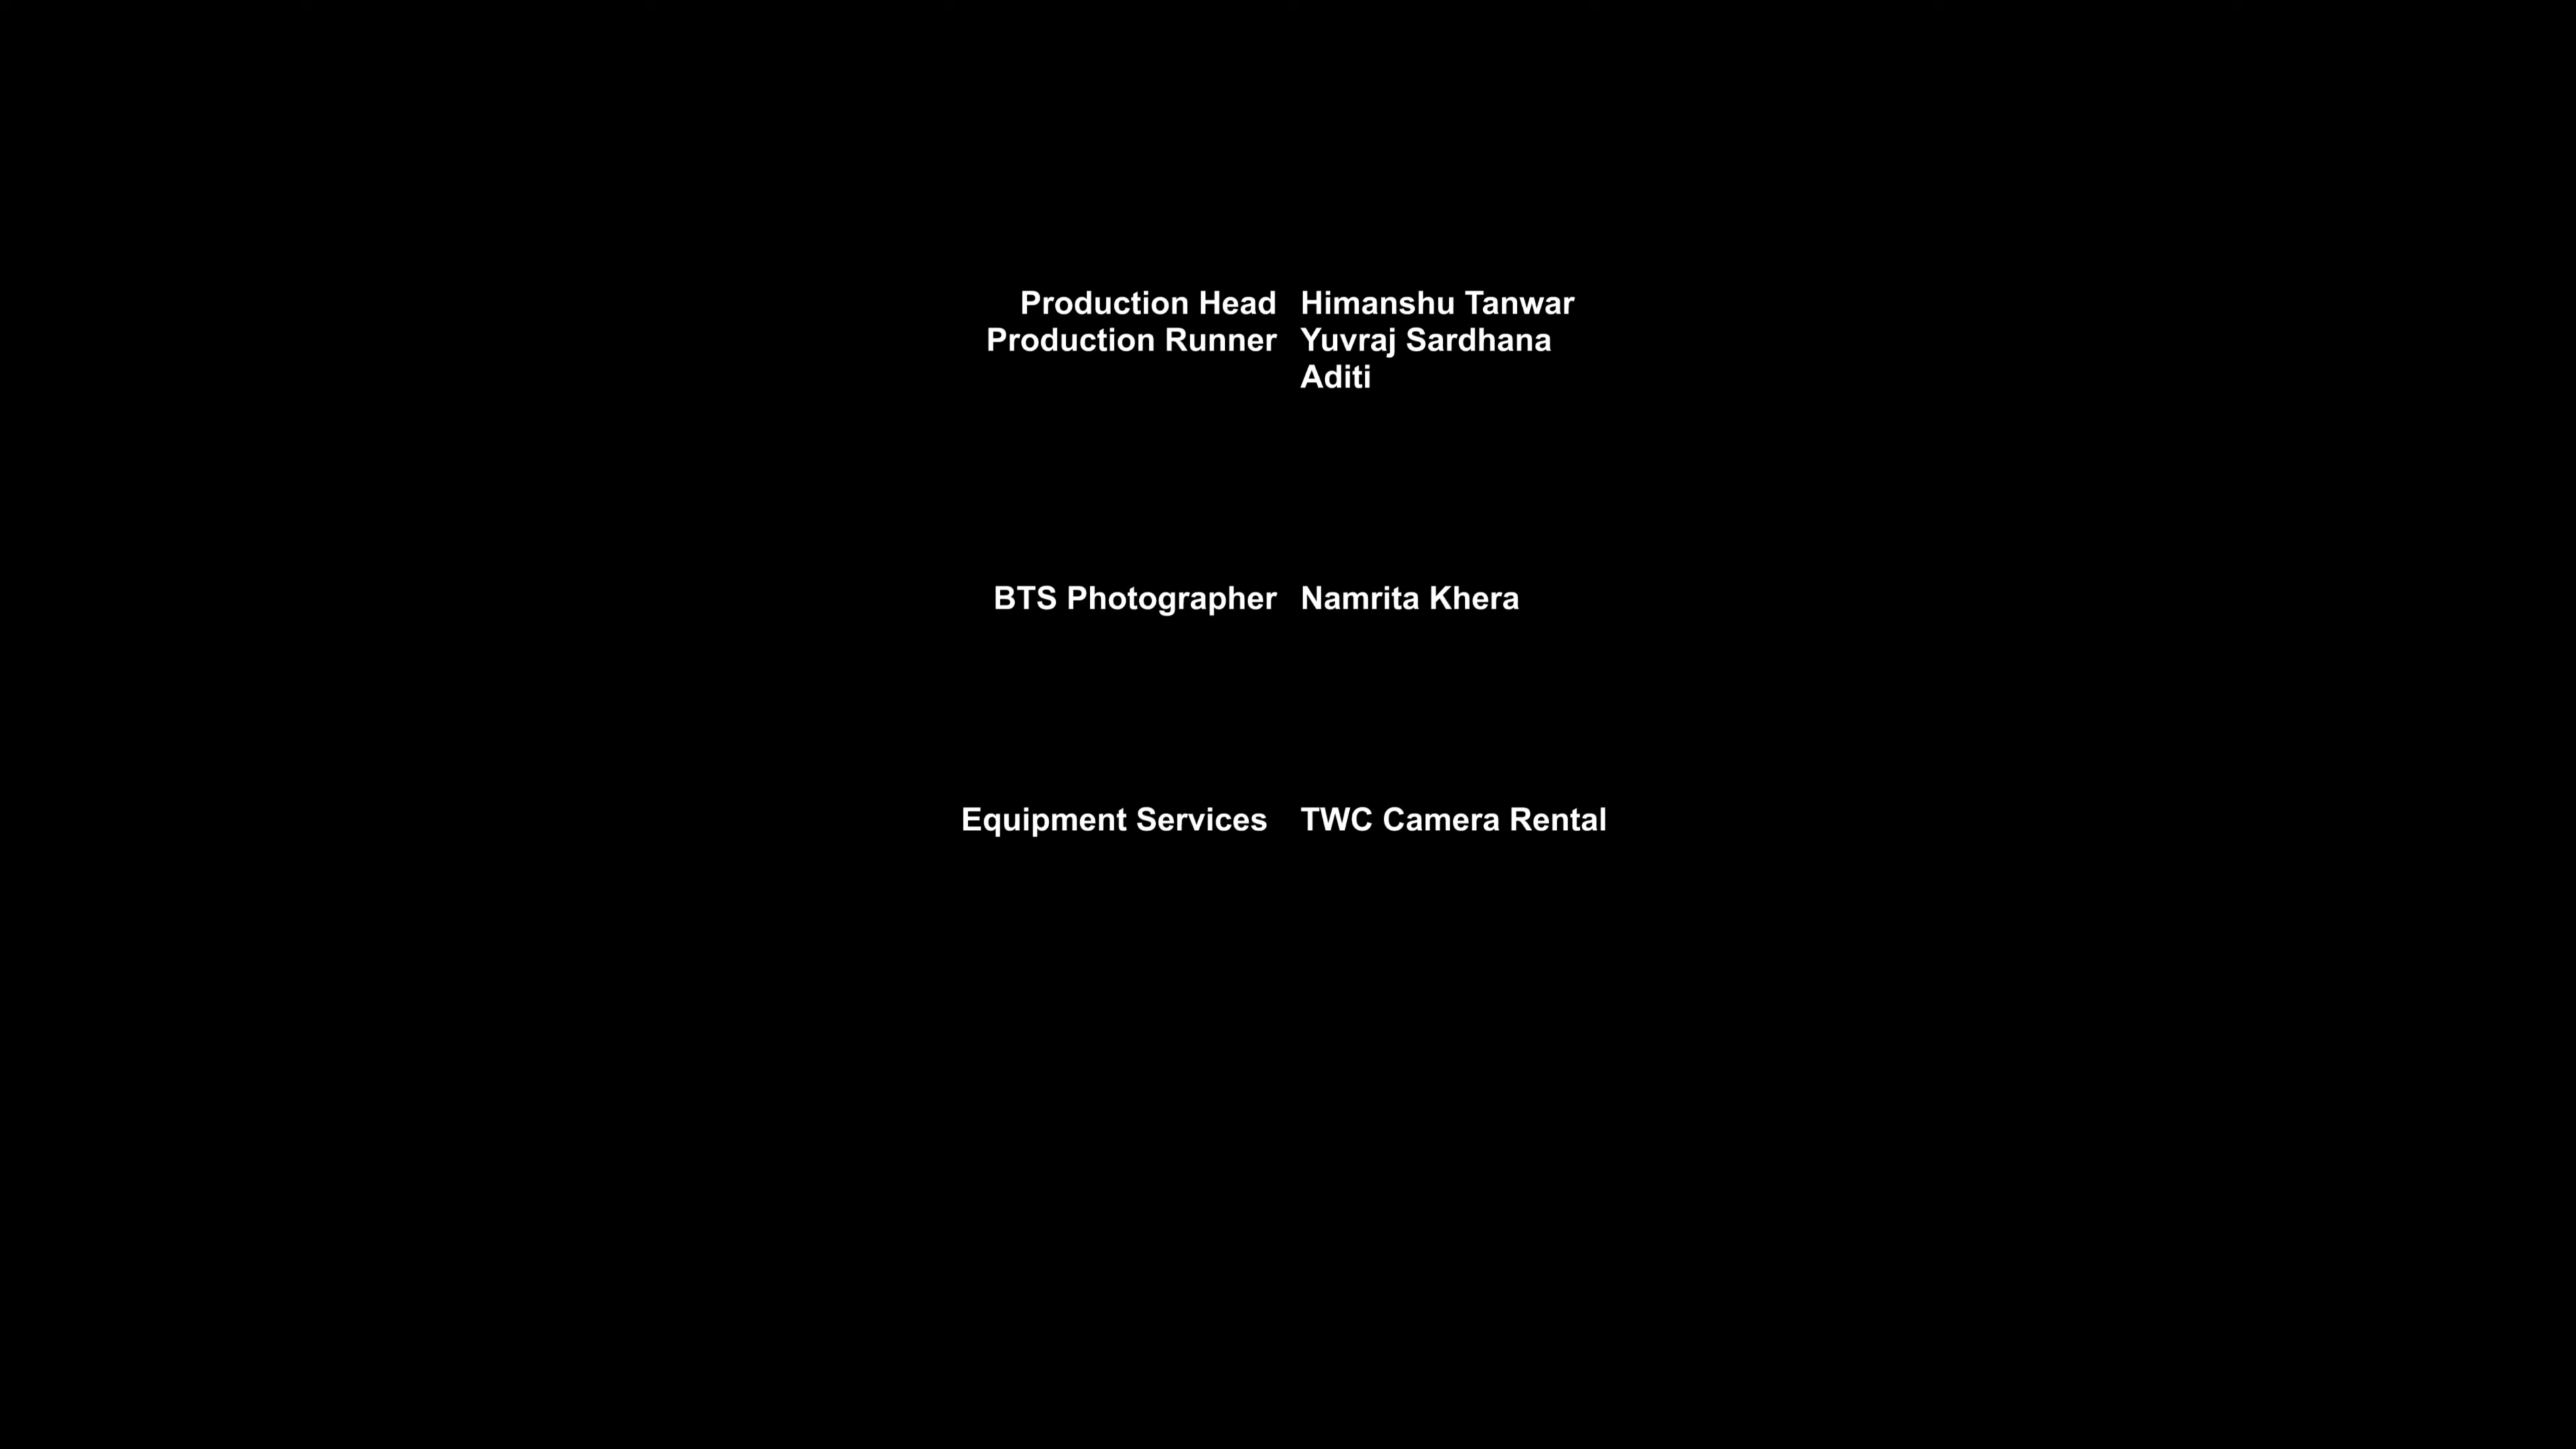 Production Head Himanshu Tanwar
Production Runner Yuvraj Sardhana
Aditi
BTS Photographer Namrita Khera
Equipment Services TWC Camera Rental